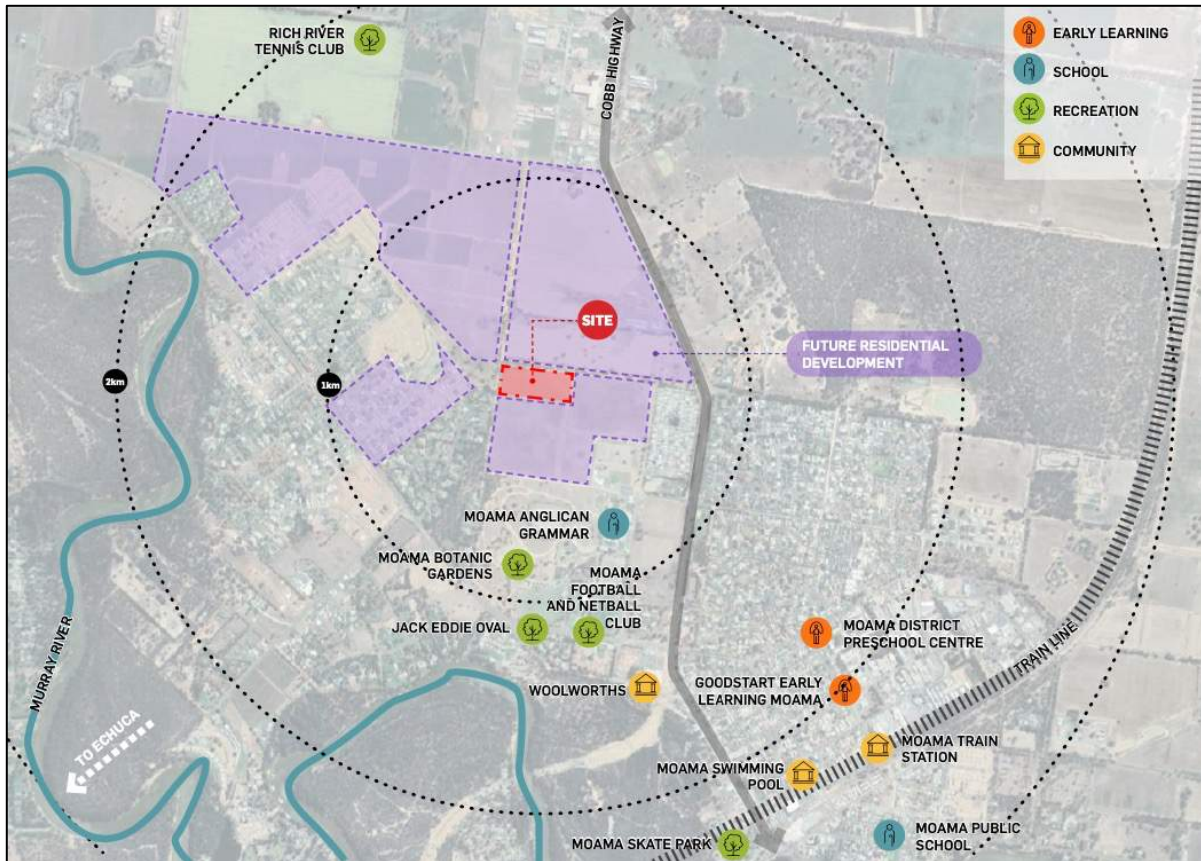 RICH RIVER
TENNIS CLUB
COBB HIGHWAY
EARLY LEARNING
SCHOOL
RECREATION
COMMUNITY
SITE
FUTURE RESIDENTIAL
DEVELOPMENT
2km
1km
MOAMA ANGLICAN
GRAMMAR
MOAMA BOTANIC
GARDENS
MOAMA
FOOTBALL
AND NETBALL
CLUB
JACK EDDIE OVAL
MOAMA DISTRICT
PRESCHOOL CENTRE
TRAIN LINE
WOOLWORTHS
GOODSTART EARLY
LEARNING MOAMA
MURRAY RIVER
TO ECHUCA
MOAMA TRAIN
STATION
MOAMA SWIMMING
POOL
MOAMA SKATE PARK
MOAMA PUBLIC
SCHOOL